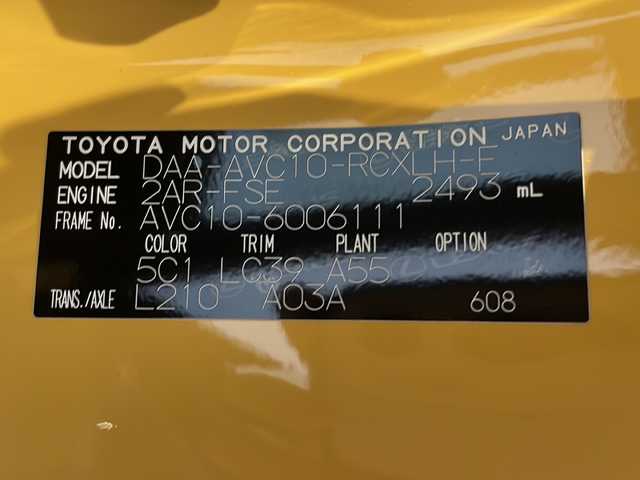 TOYOTA MOTOR CORPORATION JAPAN
MODEL DAA-AVC10-RCXLH-E
ENGINE 2AR-FSE 2493 mL
FRAME No. AVC10-6006111
COLOR TRIM PLANT OPTION
5C1 LC39 A55
TRANS./AXLE L210 A03A 608